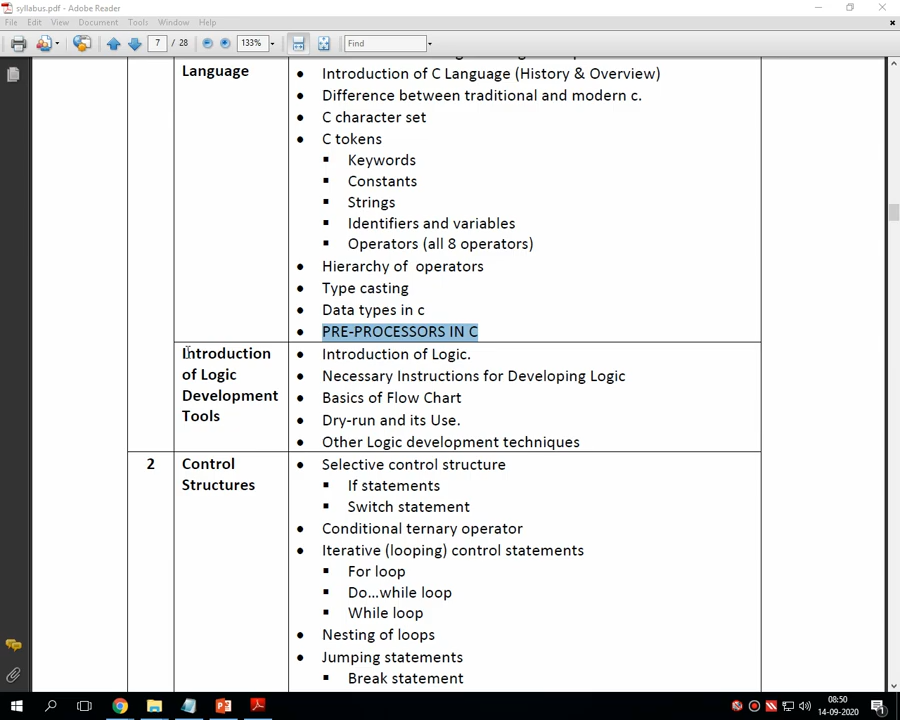 syllabus.pdf - Adobe Reader
File Edit View Document Tools Window Help
7 / 28 133% Find
Language
• Introduction of C Language (History & Overview)
• Difference between traditional and modern c.
• C character set
• C tokens
▪ Keywords
▪ Constants
▪ Strings
▪ Identifiers and variables
▪ Operators (all 8 operators)
• Hierarchy of operators
• Type casting
• Data types in c
• PRE-PROCESSORS IN C
Introduction of Logic Development Tools
• Introduction of Logic.
• Necessary Instructions for Developing Logic
• Basics of Flow Chart
• Dry-run and its Use.
• Other Logic development techniques
2
Control
Structures
• Selective control structure
▪ If statements
▪ Switch statement
• Conditional ternary operator
• Iterative (looping) control statements
▪ For loop
▪ Do...while loop
▪ While loop
• Nesting of loops
• Jumping statements
▪ Break statement
08:50
14-09-2020